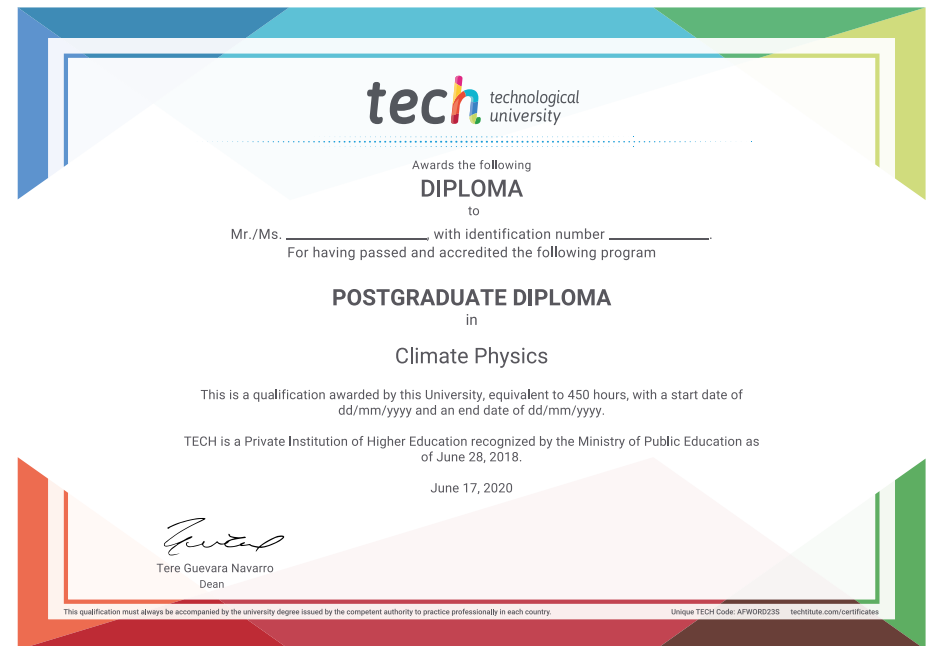 tech technological
university
Awards the following
DIPLOMA
to
Mr./Ms. ____________________, with identification number ______________.
For having passed and accredited the following program
POSTGRADUATE DIPLOMA
in
Climate Physics
This is a qualification awarded by this University, equivalent to 450 hours, with a start date of
dd/mm/yyyy and an end date of dd/mm/yyyy.
TECH is a Private Institution of Higher Education recognized by the Ministry of Public Education as
of June 28, 2018.
June 17, 2020
Tere Guevara Navarro
Dean
This qualification must always be accompanied by the university degree issued by the competent authority to practice professionally in each country.
Unique TECH Code: AFWORD23S techtitute.com/certificates